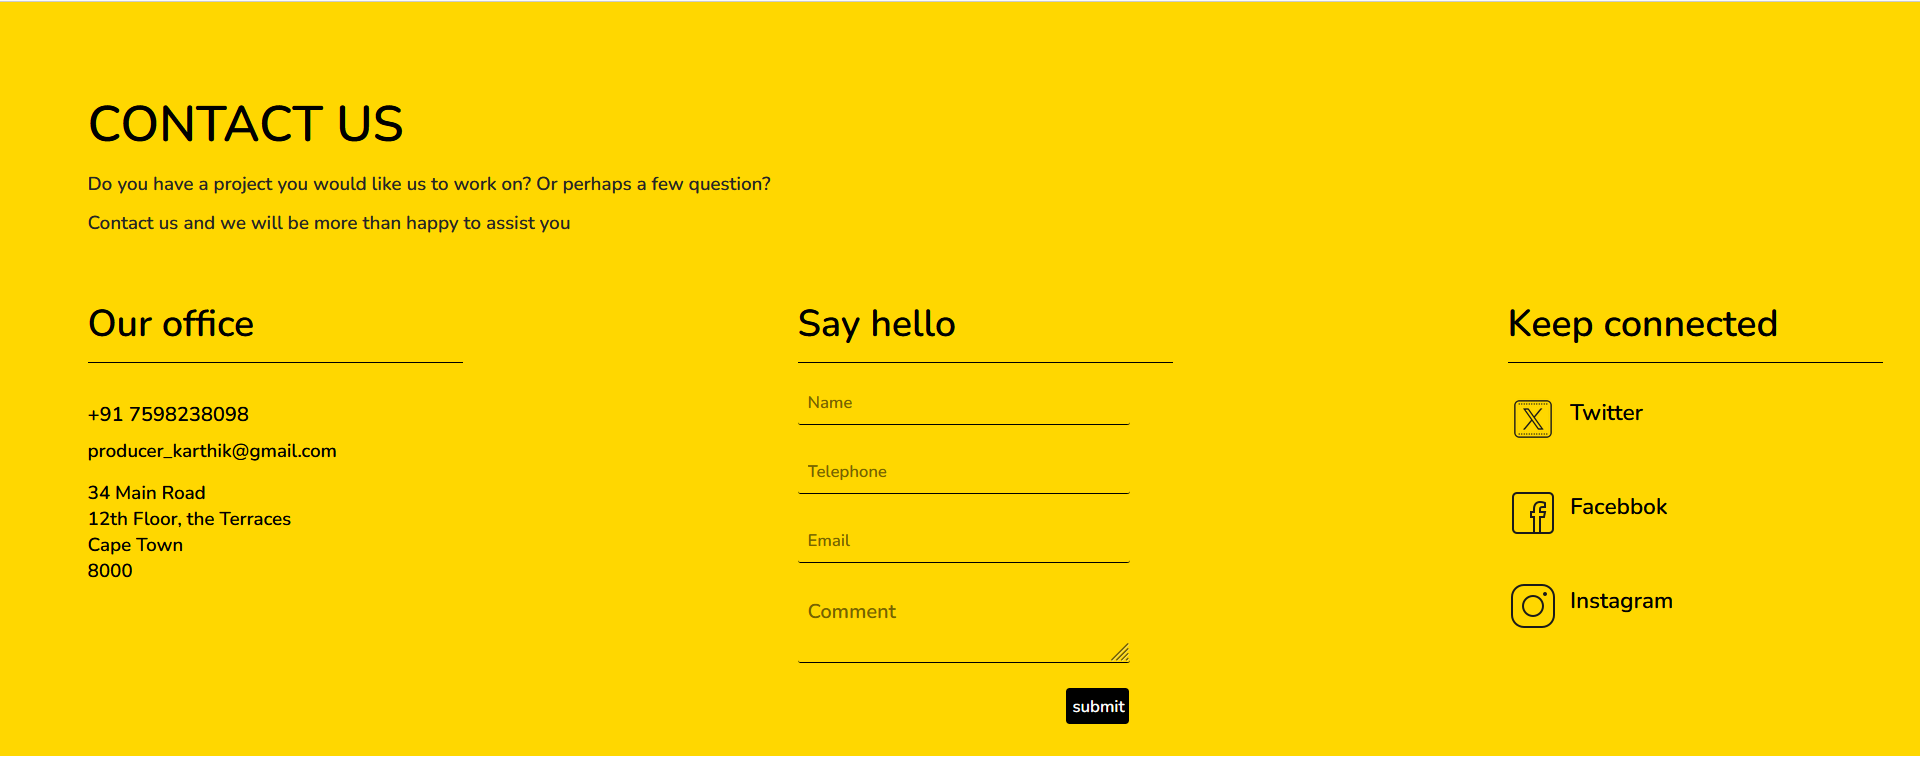 CONTACT US
Do you have a project you would like us to work on? Or perhaps a few question?
Contact us and we will be more than happy to assist you
Our office
+91 7598238098
producer_karthik@gmail.com
34 Main Road
12th Floor, the Terraces
Cape Town
8000
Say hello
Name
Telephone
Email
Comment
submit
Keep connected
Twitter
Facebbok
Instagram